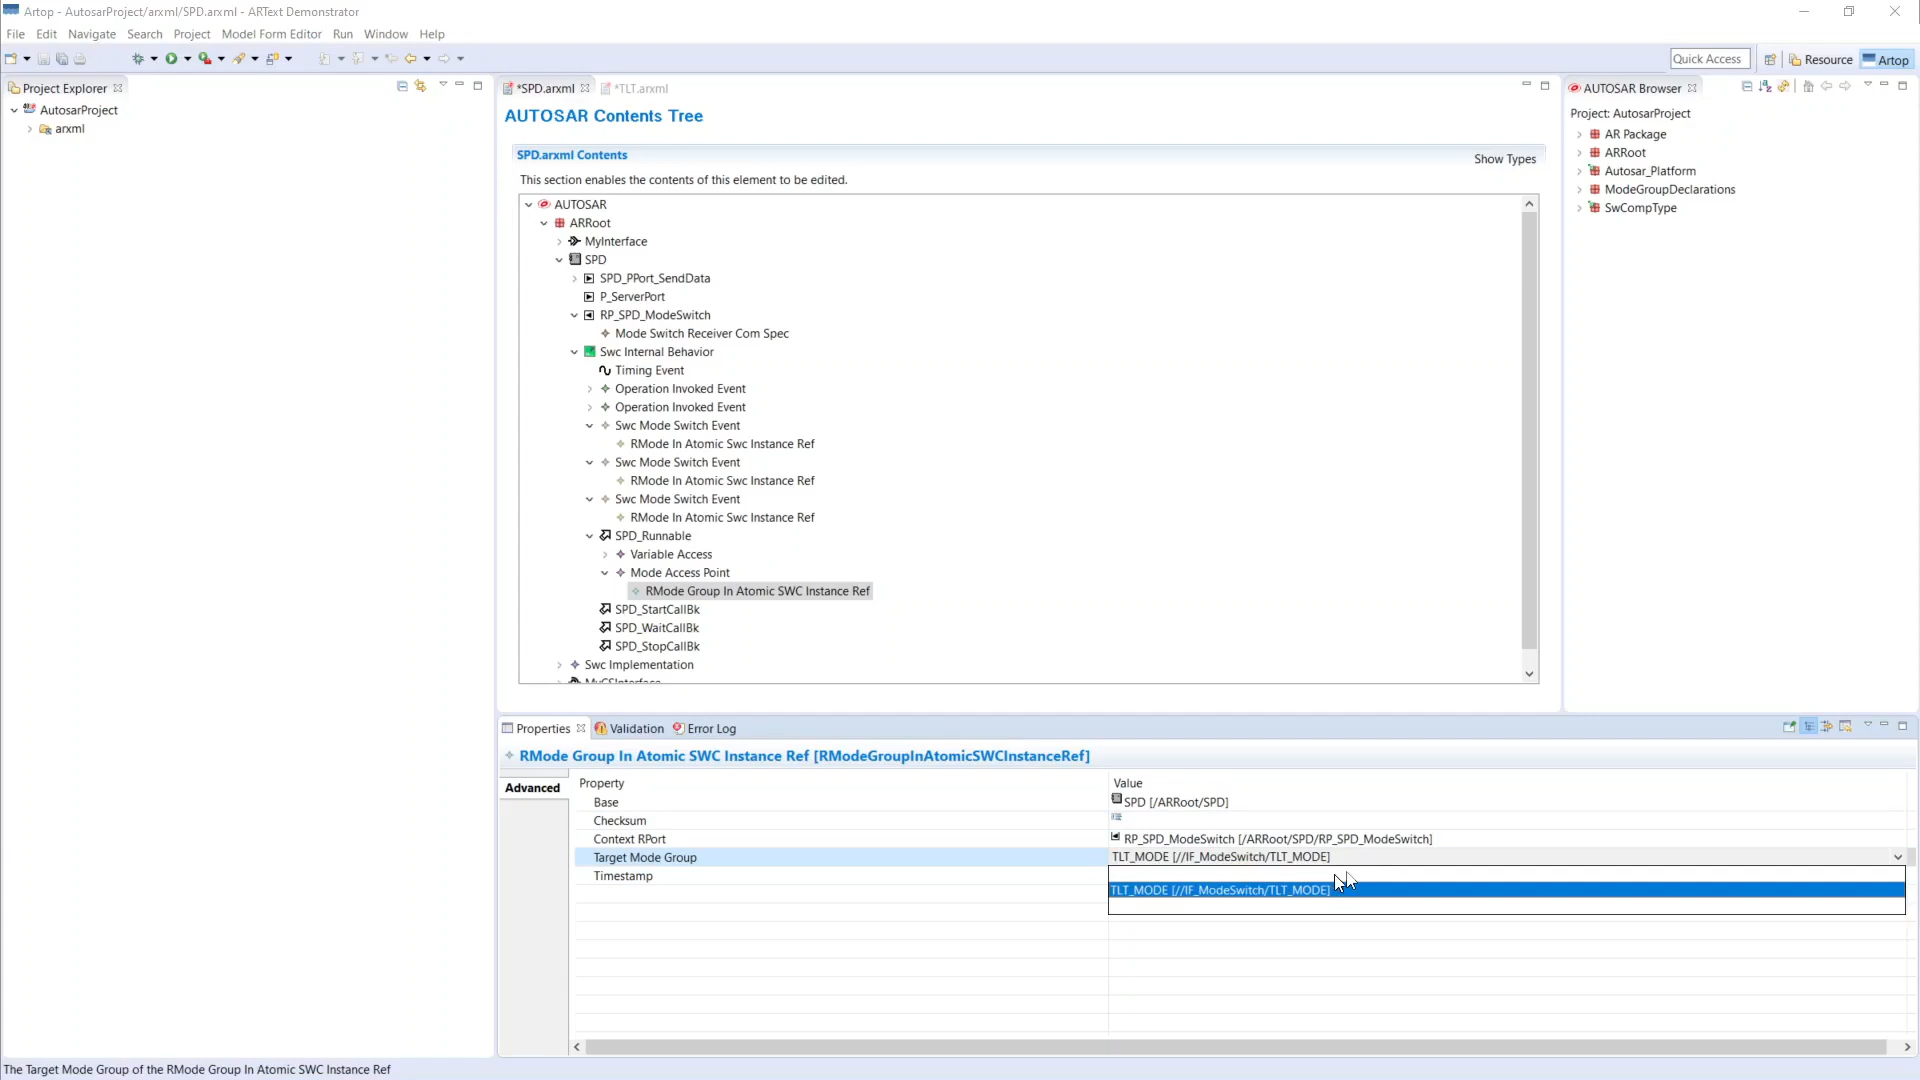 Artop - AutosarProject/arxml/SPD.arxml - ARText Demonstrator
File Edit Navigate Search Project Model Form Editor Run Window Help
Quick Access Resource Artop
Project Explorer
AutosarProject
arxml
*SPD.arxml *TLT.arxml
AUTOSAR Contents Tree
SPD.arxml Contents
Show Types
This section enables the contents of this element to be edited.
AUTOSAR
ARRoot
MyInterface
SPD
SPD_PPort_SendData
P_ServerPort
RP_SPD_ModeSwitch
Mode Switch Receiver Com Spec
Swc Internal Behavior
Timing Event
Operation Invoked Event
Operation Invoked Event
Swc Mode Switch Event
RMode In Atomic Swc Instance Ref
Swc Mode Switch Event
RMode In Atomic Swc Instance Ref
Swc Mode Switch Event
RMode In Atomic Swc Instance Ref
SPD_Runnable
Variable Access
Mode Access Point
RMode Group In Atomic SWC Instance Ref
SPD_StartCallBk
SPD_WaitCallBk
SPD_StopCallBk
Swc Implementation
MyCSInterface
AUTOSAR Browser
Project: AutosarProject
AR Package
ARRoot
Autosar_Platform
ModeGroupDeclarations
SwCompType
Properties Validation Error Log
RMode Group In Atomic SWC Instance Ref [RModeGroupInAtomicSWCInstanceRef]
Advanced
Property Value
Base SPD [/ARRoot/SPD]
Checksum
Context RPort RP_SPD_ModeSwitch [/ARRoot/SPD/RP_SPD_ModeSwitch]
Target Mode Group TLT_MODE [//IF_ModeSwitch/TLT_MODE]
Timestamp
TLT_MODE [//IF_ModeSwitch/TLT_MODE]
The Target Mode Group of the RMode Group In Atomic SWC Instance Ref